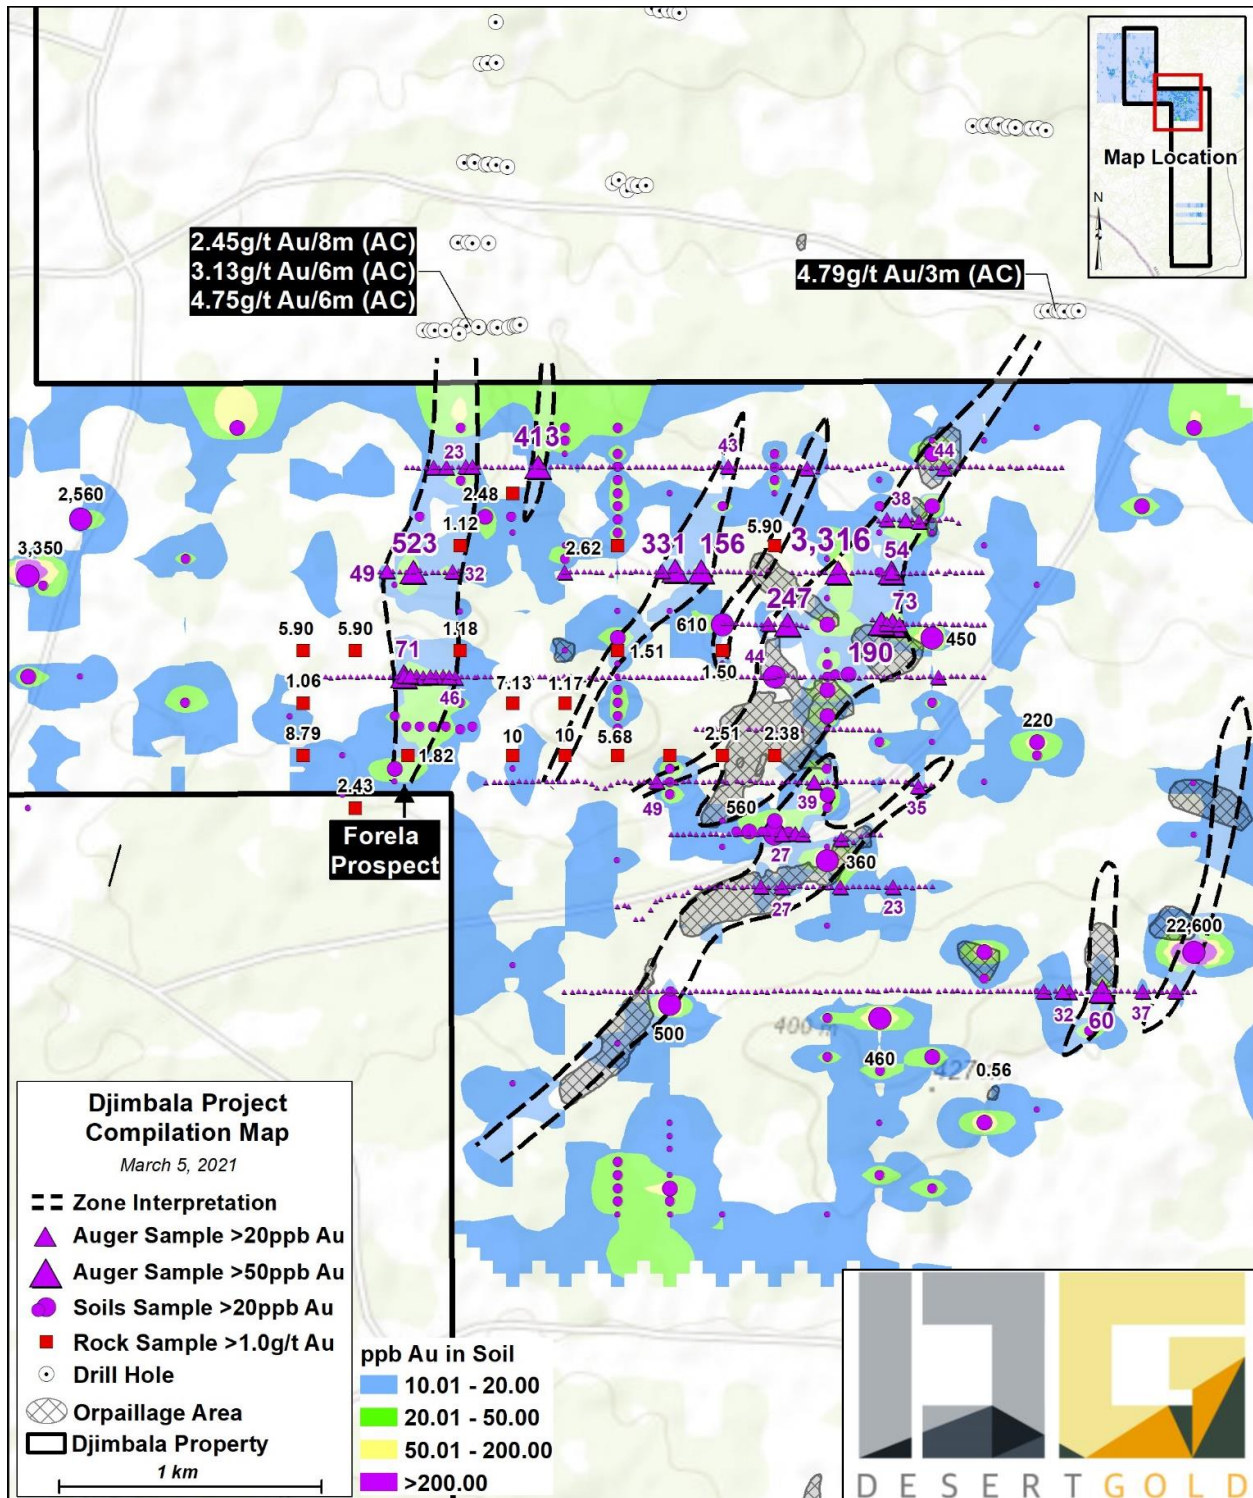 Map Location
N
2.45g/t Au/8m (AC)
3.13g/t Au/6m (AC)
4.75g/t Au/6m (AC)
4.79g/t Au/3m (AC)
413
23
43
44
2,560
2.48
38
1.12
5.90
3,316
3,350
523
2.62
331
156
54
49
32
247
73
610
5.90
5.90
1.18
450
71
1.51
44
190
1.50
1.06
46
7.13
1.17
220
8.79
1.82
10
10
5.68
2.51
2.38
2.43
49
560
39
35
Forela
Prospect
27
360
27
23
22,600
32
60
37
500
400 m
460
427 m
0.56
Djimbala Project
Compilation Map
March 5, 2021
Zone Interpretation
Auger Sample >20ppb Au
Auger Sample >50ppb Au
Soils Sample >20ppb Au
Rock Sample >1.0g/t Au
Drill Hole
Orpaillage Area
Djimbala Property
1 km
ppb Au in Soil
10.01 - 20.00
20.01 - 50.00
50.01 - 200.00
>200.00
DESERTGOLD